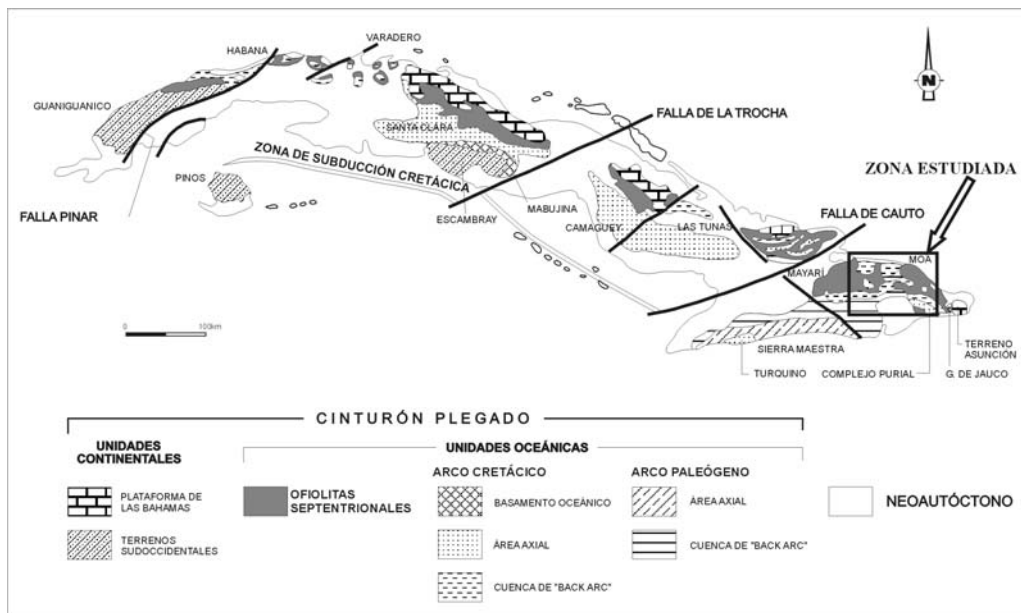 VARADERO
HABANA
N
GUANIGUANICO
FALLA DE LA TROCHA
SANTA CLARA
ZONA DE SUBDUCCIÓN CRETÁCICA
ZONA ESTUDIADA
PINOS
MABUJINA
FALLA PINAR
ESCAMBRAY
CAMAGUEY
LAS TUNAS
FALLA DE CAUTO
MOA
MAYARÍ
0 100km
SIERRA MAESTRA
TERRENO
ASUNCIÓN
TURQUINO
COMPLEJO PURIAL
G. DE JAUCO
CINTURÓN PLEGADO
UNIDADES
CONTINENTALES
UNIDADES OCEÁNICAS
ARCO CRETÁCICO
ARCO PALEÓGENO
PLATAFORMA DE
LAS BAHAMAS
OFIOLITAS
SEPTENTRIONALES
BASAMENTO OCEÁNICO
ÁREA AXIAL
NEOAUTÓCTONO
TERRENOS
SUDOCCIDENTALES
ÁREA AXIAL
CUENCA DE "BACK ARC"
CUENCA DE "BACK ARC"